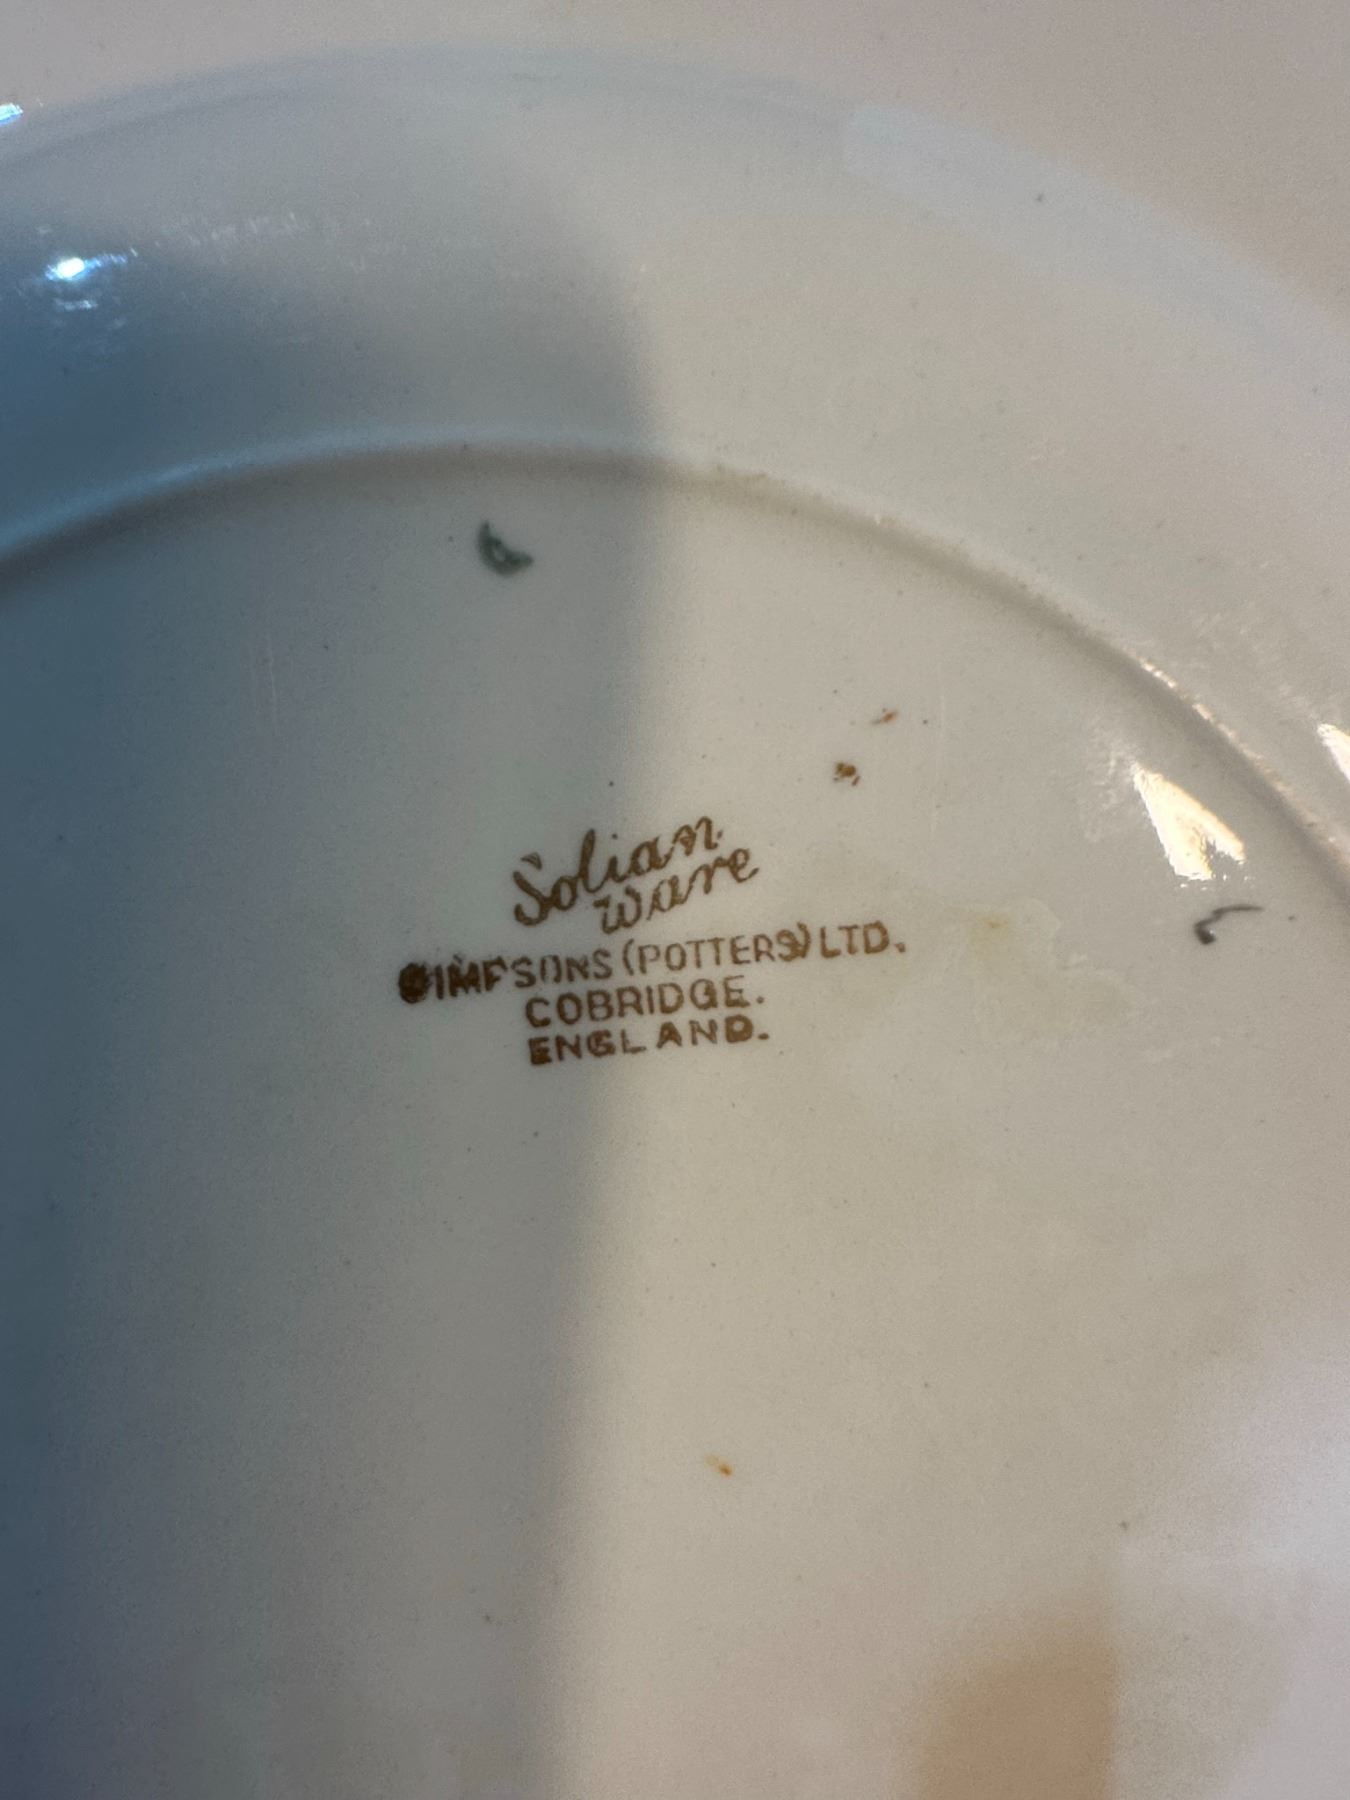 Solian
ware
SIMPSONS (POTTERS) LTD.
COBRIDGE.
ENGLAND.